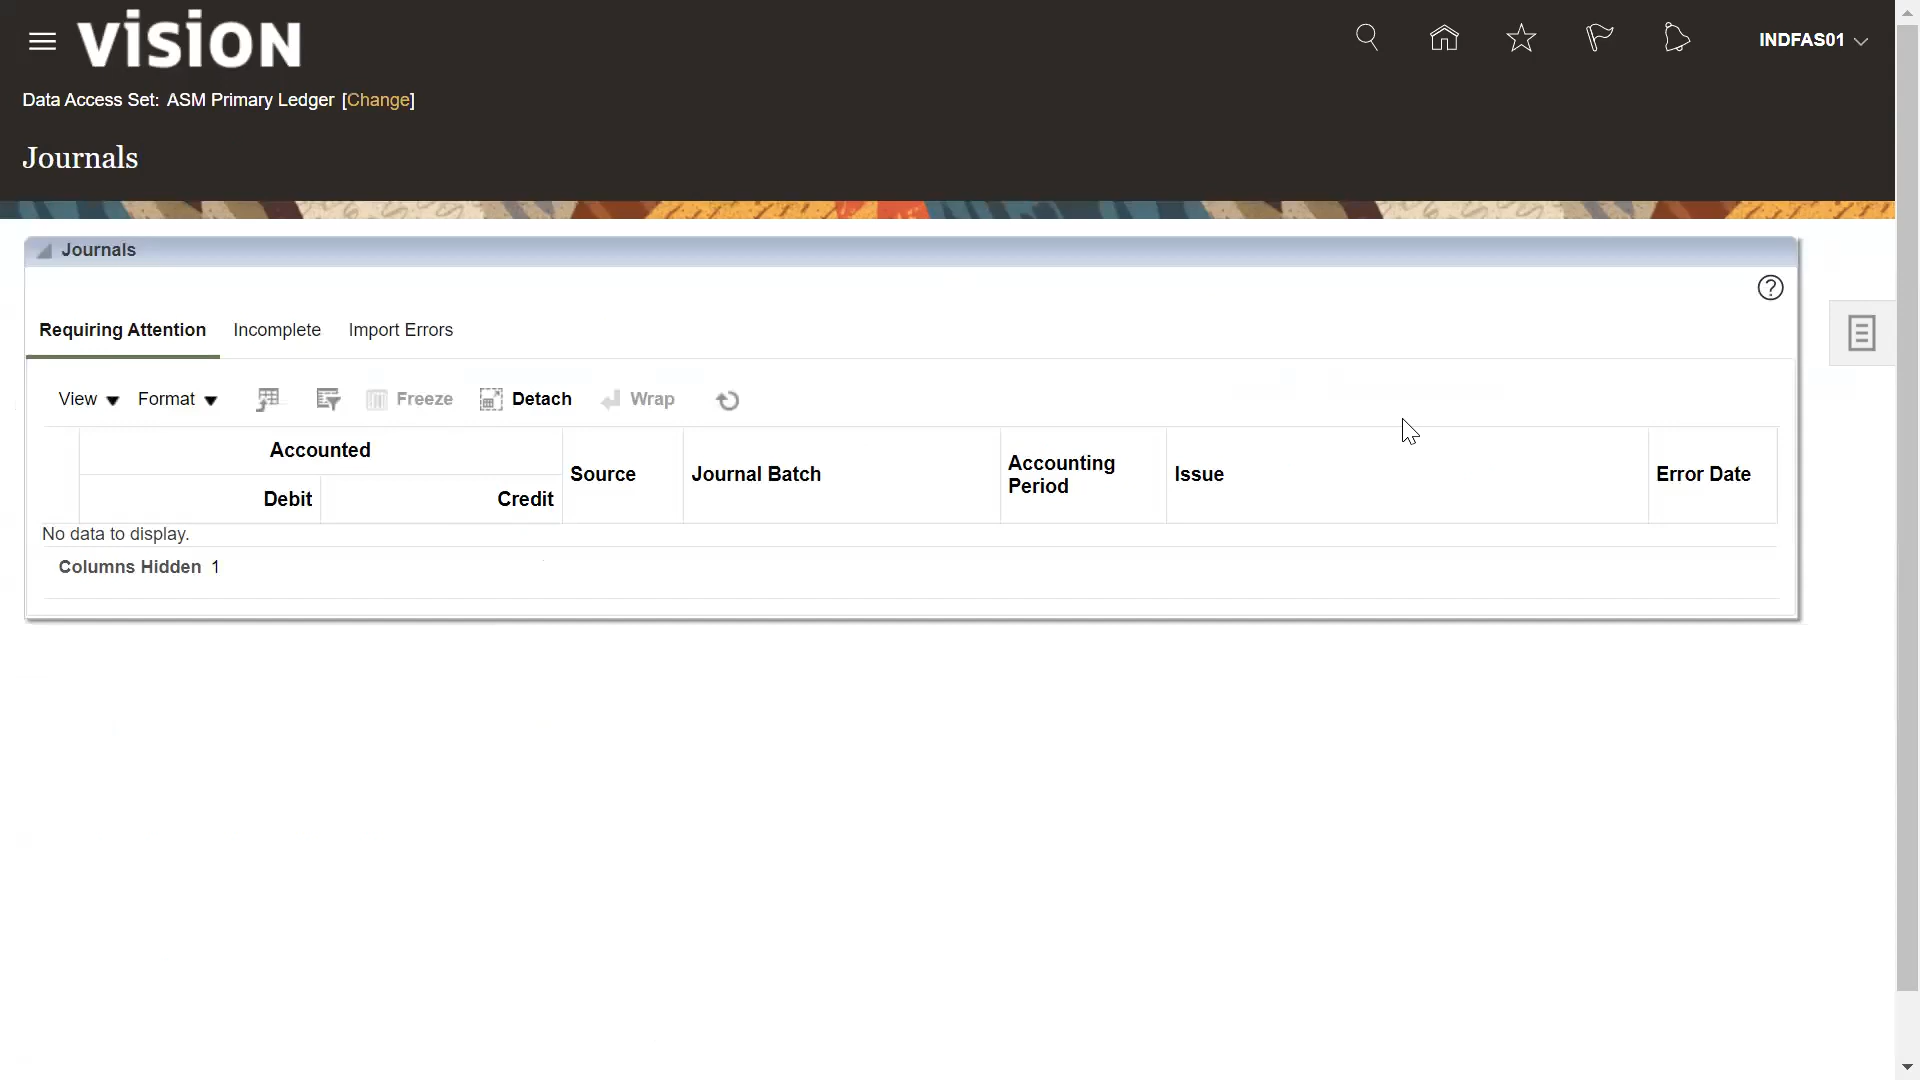 vision
INDFAS01
Data Access Set: ASM Primary Ledger [Change]
Journals
Journals
Requiring Attention Incomplete Import Errors
View Format Freeze Detach Wrap
Accounted
Debit Credit
Source
Journal Batch
Accounting
Period
Issue
Error Date
No data to display.
Columns Hidden 1